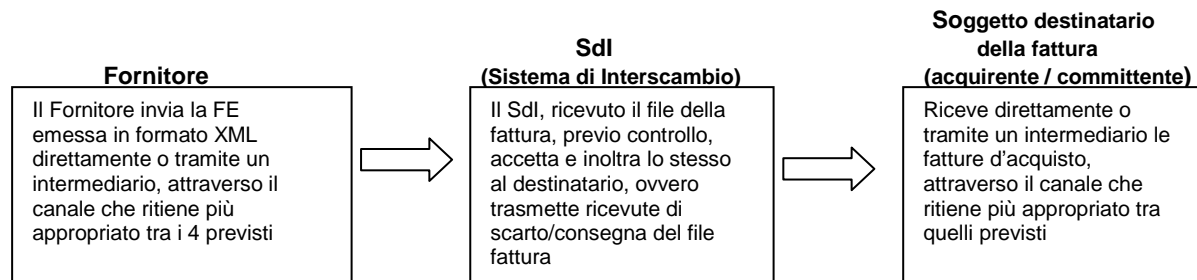 Fornitore
Il Fornitore invia la FE
emessa in formato XML
direttamente o tramite un
intermediario, attraverso il
canale che ritiene più
appropriato tra i 4 previsti
SdI
(Sistema di Interscambio)
Il SdI, ricevuto il file della
fattura, previo controllo,
accetta e inoltra lo stesso
al destinatario, ovvero
trasmette ricevute di
scarto/consegna del file
fattura
Soggetto destinatario
della fattura
(acquirente / committente)
Riceve direttamente o
tramite un intermediario le
fatture d'acquisto,
attraverso il canale che
ritiene più appropriato tra
quelli previsti